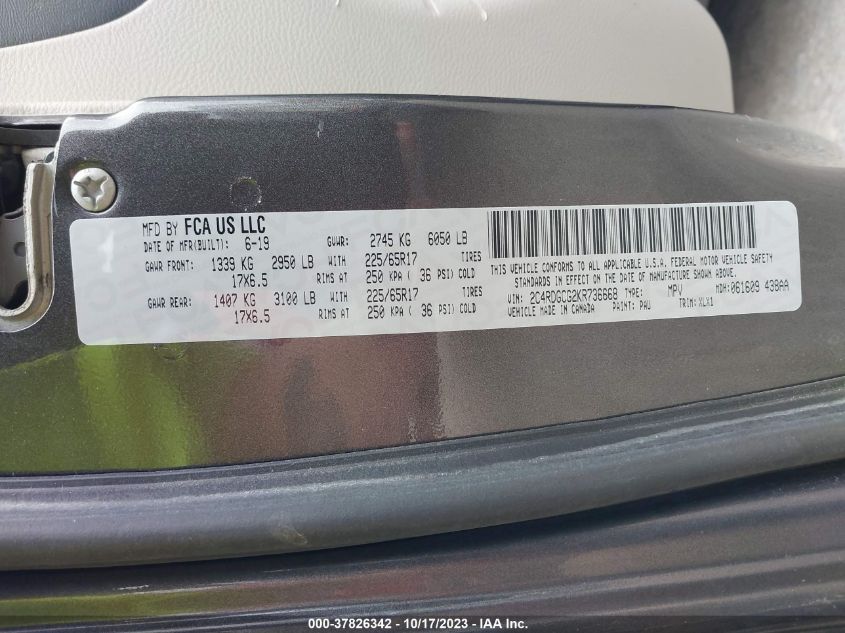 MFD BY FCA US LLC
DATE OF MFR(BUILT): 6-19 GVWR: 2745 KG 6050 LB
GAWR FRONT: 1339 KG 2950 LB WITH 225/65R17 TIRES
17X6.5 RIMS AT 250 KPA ( 36 PSI) COLD
GAWR REAR: 1407 KG 3100 LB WITH 225/65R17 TIRES
17X6.5 RIMS AT 250 KPA ( 36 PSI) COLD
THIS VEHICLE CONFORMS TO ALL APPLICABLE U.S.A. FEDERAL MOTOR VEHICLE SAFETY
STANDARDS IN EFFECT ON THE DATE OF MANUFACTURE SHOWN ABOVE.
VIN: 2C4RDGCG2KR736668 TYPE: MPV MDH: 061609 438AA
VEHICLE MADE IN CANADA PAINT: PAU TRIM: XLX1
000-37826342 - 10/17/2023 - IAA Inc.